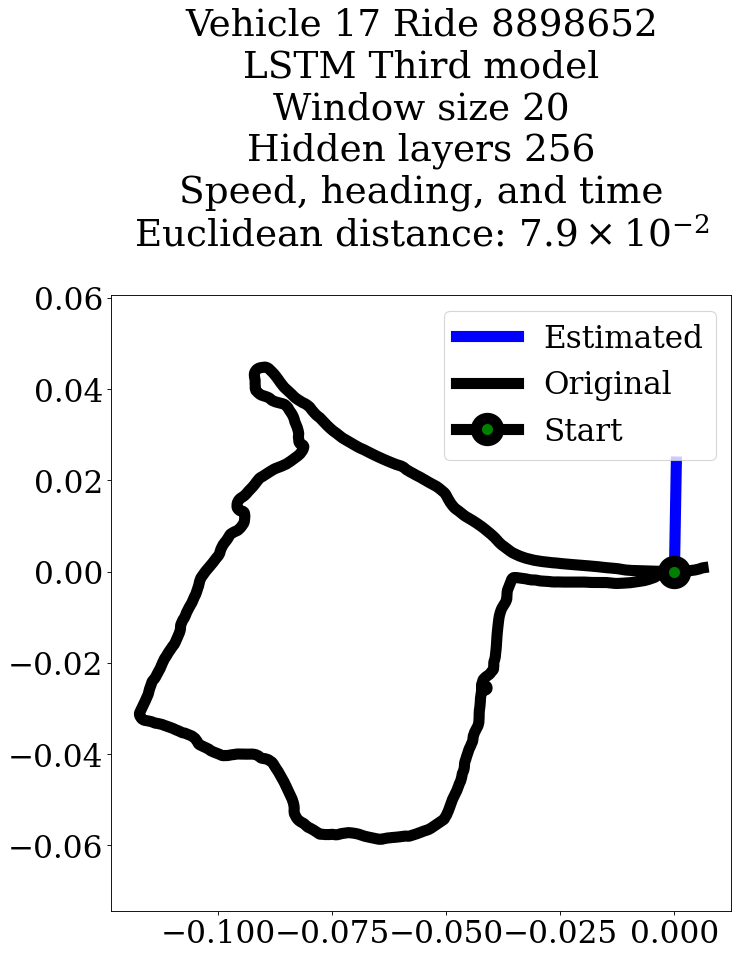 Vehicle 17 Ride 8898652
LSTM Third model
Window size 20
Hidden layers 256
Speed, heading, and time
Euclidean distance: 7.9 × 10⁻²
Estimated
Original
Start
0.06
0.04
0.02
0.00
−0.02
−0.04
−0.06
−0.100 −0.075 −0.050 −0.025 0.000